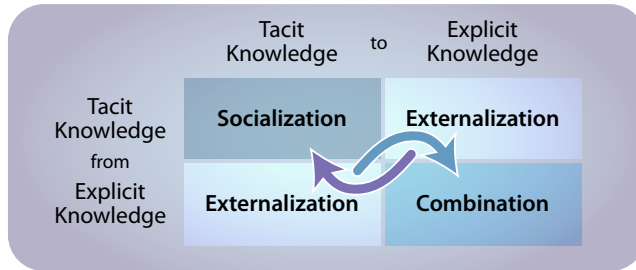 Tacit
Knowledge
to
Explicit
Knowledge
Tacit
Knowledge
from
Explicit
Knowledge
Socialization
Externalization
Externalization
Combination